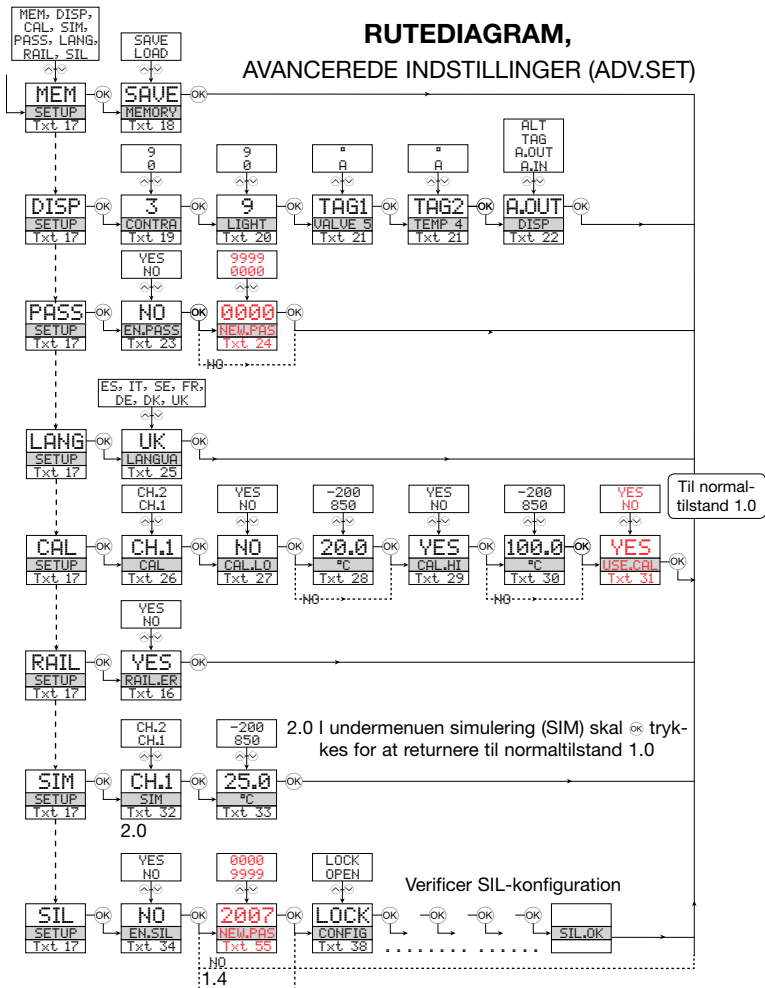 RUTEDIAGRAM,
AVANCEREDE INDSTILLINGER (ADV.SET)
MEM, DISP,
CAL, SIM,
PASS, LANG,
RAIL, SIL
SAVE
LOAD
MEM OK SAVE OK
SETUP MEMORY
Txt 17 Txt 18
9
0
9
0
"
A
"
A
ALT
TAG
A.OUT
A.IN
DISP OK 3 OK 9 OK TAG1 OK TAG2 OK A.OUT OK
SETUP CONTRA LIGHT VALVE 5 TEMP 4 DISP
Txt 17 Txt 19 Txt 20 Txt 21 Txt 21 Txt 22
YES
NO
9999
0000
PASS OK NO OK 0000 OK
SETUP EN.PASS NEW.PAS
Txt 17 Txt 23 Txt 24
NO
ES, IT, SE, FR,
DE, DK, UK
LANG OK UK OK
SETUP LANGUA
Txt 17 Txt 25
Til normal-
tilstand 1.0
CH.2
CH.1
YES
NO
-200
850
YES
NO
-200
850
YES
NO
CAL OK CH.1 OK NO OK 20.0 OK YES OK 100.0 OK YES OK
SETUP CAL CAL.LO °C CAL.HI °C USE.CAL
Txt 17 Txt 26 Txt 27 Txt 28 Txt 29 Txt 30 Txt 31
NO NO
YES
NO
RAIL OK YES OK
SETUP RAIL.ER
Txt 17 Txt 16
CH.2
CH.1
-200
850
2.0 I undermenuen simulering (SIM) skal OK tryk-
kes for at returnere til normaltilstand 1.0
SIM OK CH.1 OK 25.0 OK
SETUP SIM °C
Txt 17 Txt 32 Txt 33
2.0
YES
NO
0000
9999
LOCK
OPEN
Verificer SIL-konfiguration
SIL OK NO OK 2007 OK LOCK OK OK OK OK
SETUP EN.SIL NEW.PAS CONFIG SIL.OK
Txt 17 Txt 34 Txt 55 Txt 38
NO
1.4